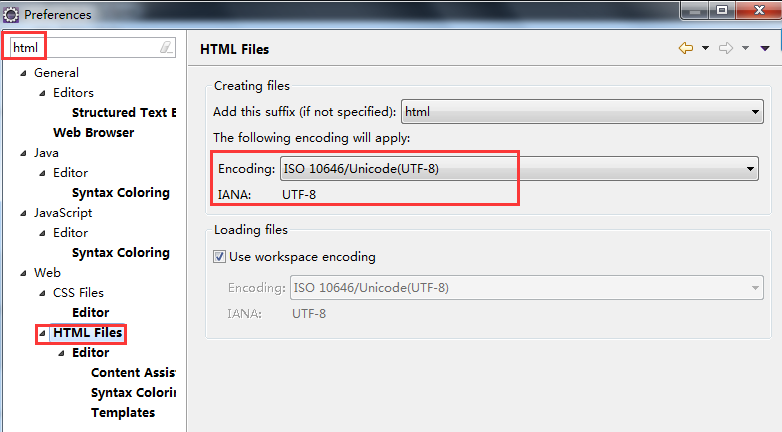 Preferences
html
General
Editors
Structured Text E
Web Browser
Java
Editor
Syntax Coloring
JavaScript
Editor
Syntax Coloring
Web
CSS Files
Editor
HTML Files
Editor
Content Assis
Syntax Colorin
Templates
HTML Files
Creating files
Add this suffix (if not specified): html
The following encoding will apply:
Encoding: ISO 10646/Unicode(UTF-8)
IANA: UTF-8
Loading files
Use workspace encoding
Encoding: ISO 10646/Unicode(UTF-8)
IANA: UTF-8